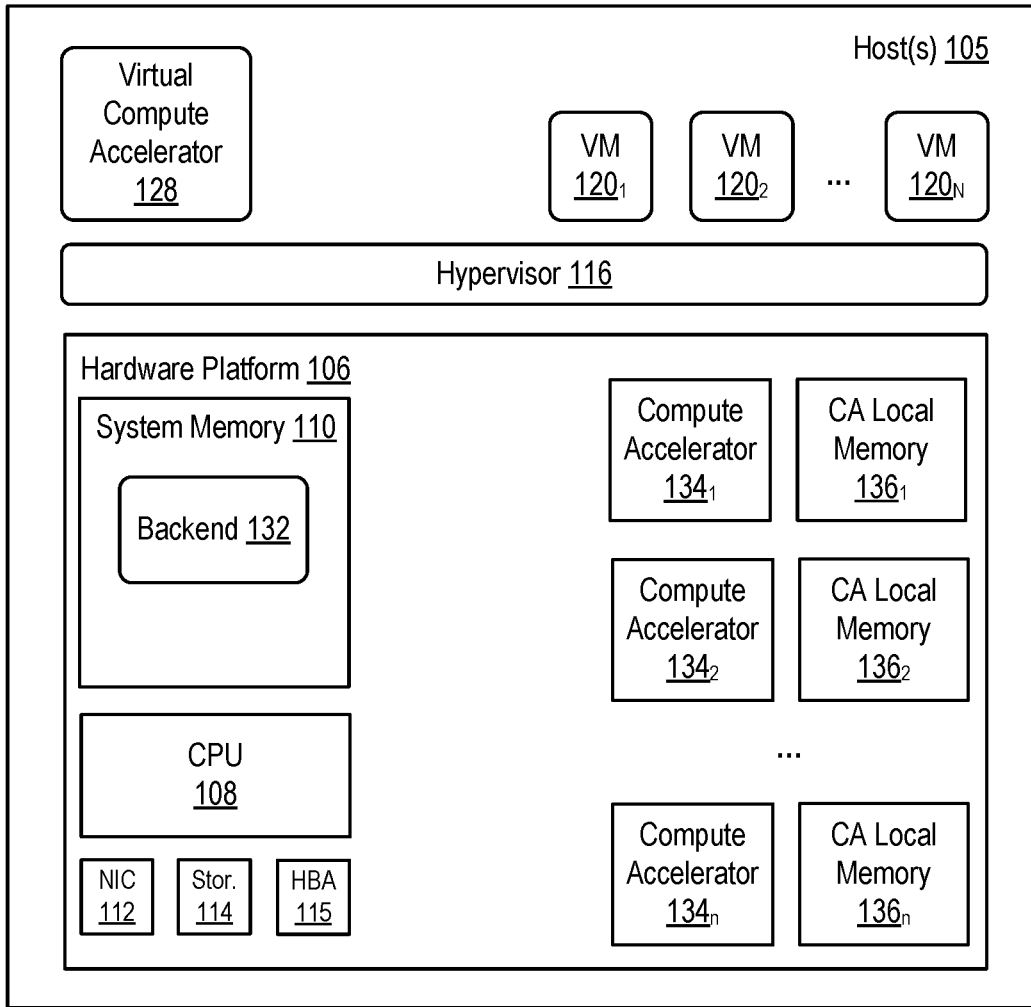 Host(s) 105
Virtual
Compute
Accelerator
128
VM
120₁
VM
120₂
...
VM
120N
Hypervisor 116
Hardware Platform 106
System Memory 110
Backend 132
CPU
108
NIC
112
Stor.
114
HBA
115
Compute
Accelerator
134₁
CA Local
Memory
136₁
Compute
Accelerator
134₂
CA Local
Memory
136₂
...
Compute
Accelerator
134n
CA Local
Memory
136n